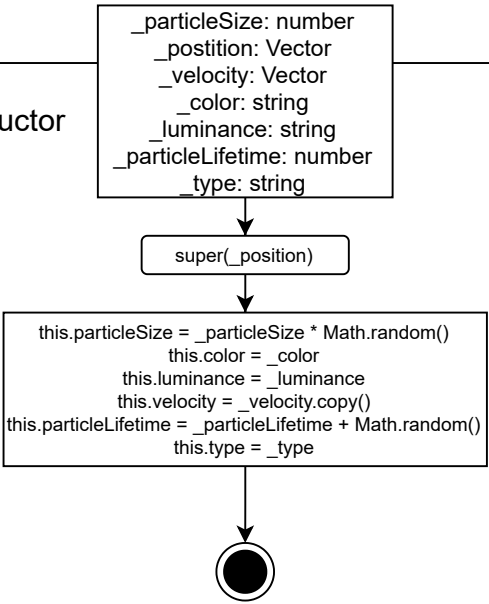 _particleSize: number
_postition: Vector
_velocity: Vector
_color: string
_luminance: string
_particleLifetime: number
_type: string
uctor
super(_position)
this.particleSize = _particleSize * Math.random()
this.color = _color
this.luminance = _luminance
this.velocity = _velocity.copy()
this.particleLifetime = _particleLifetime + Math.random()
this.type = _type